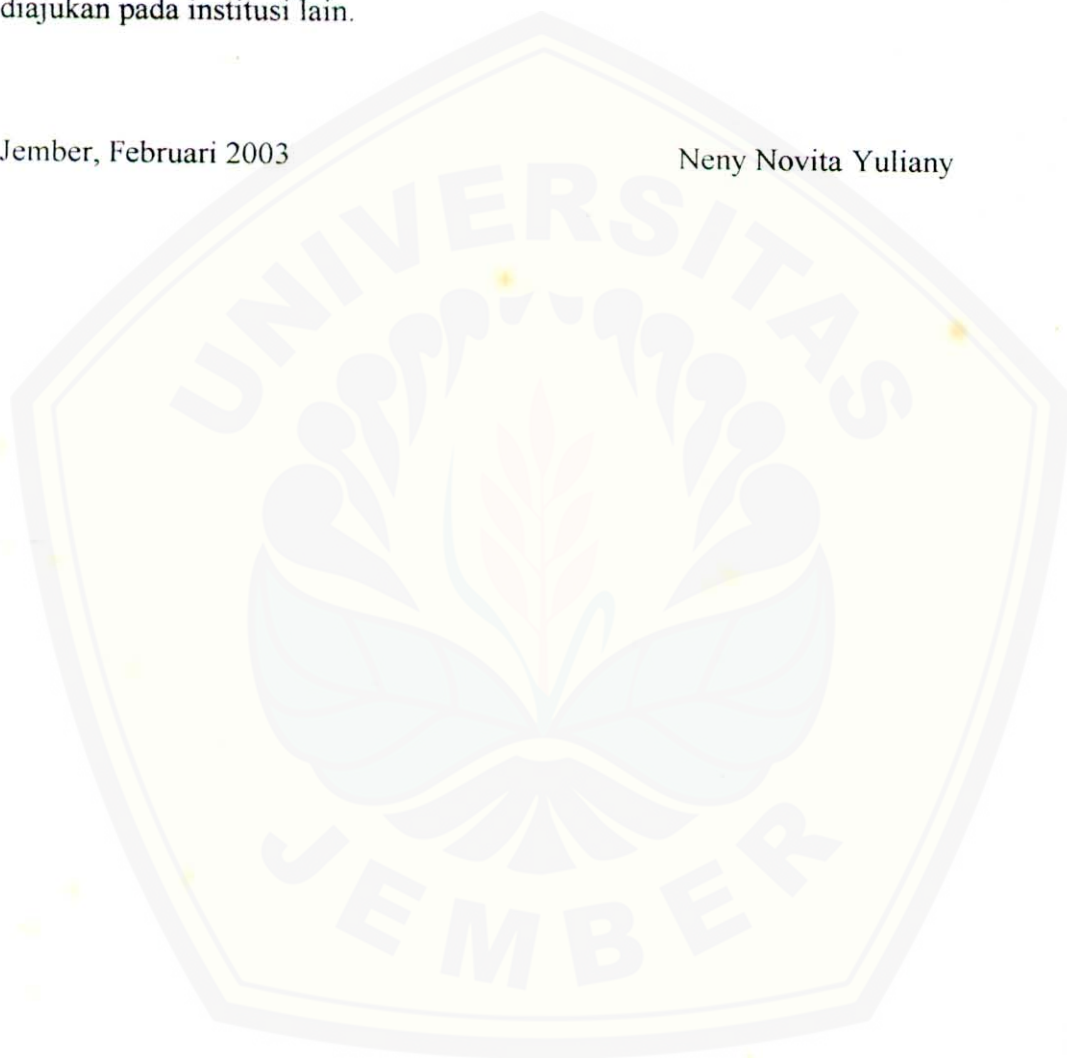 diajukan pada institusi lain.
Jember, Februari 2003
Neny Novita Yuliany
UNIVERSITAS
JEMBER